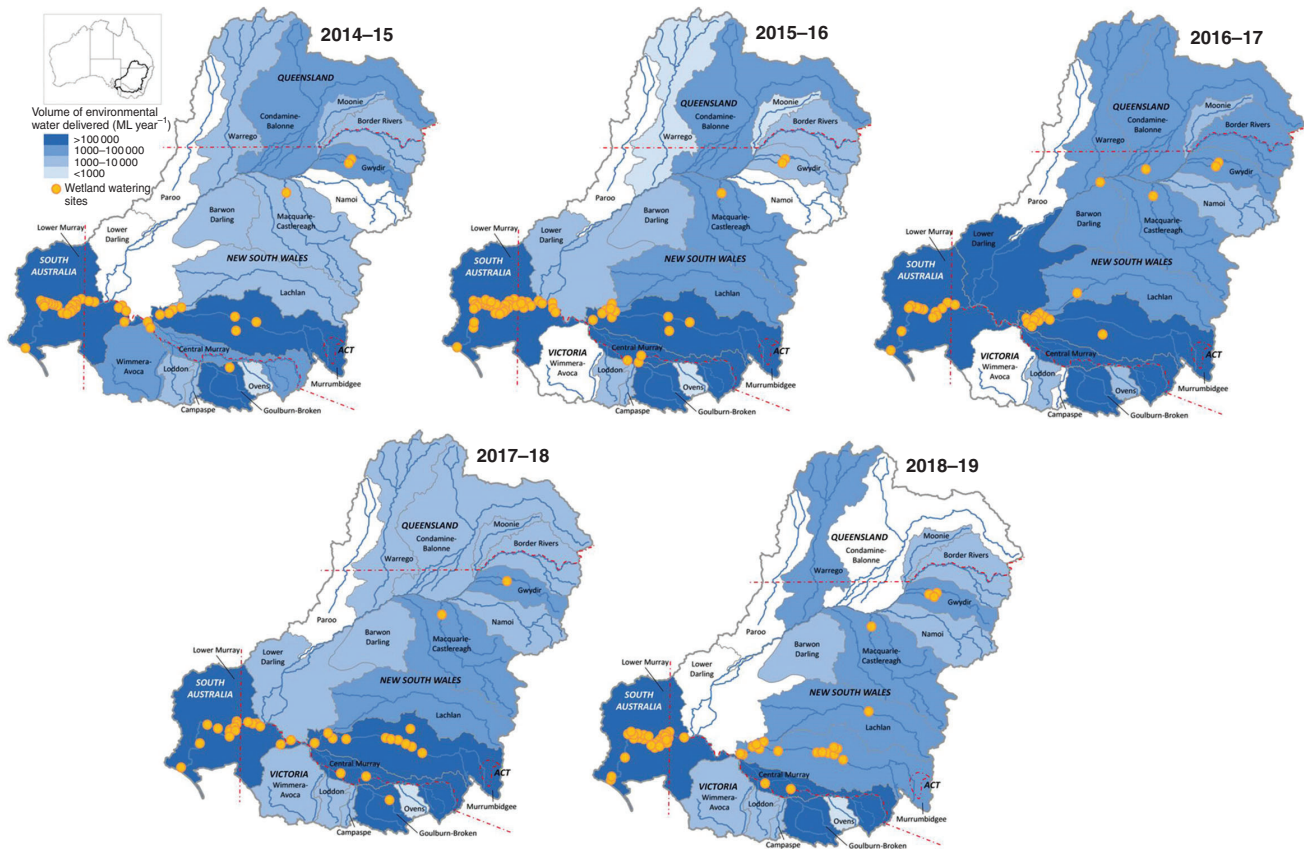 2014–15
Volume of environmental
water delivered (ML year–1)
>100 000
1000–100 000
1000–10 000
<1000
Wetland watering
sites
QUEENSLAND
Moonie
Condamine-
Balonne
Border Rivers
Warrego
Gwydir
Paroo
Namoi
Barwon
Darling
Macquarie-
Castlereagh
Lower Murray
Lower
Darling
SOUTH
AUSTRALIA
NEW SOUTH WALES
Lachlan
Central Murray
ACT
Wimmera-
Avoca
Loddon
Ovens
Murrumbidgee
Campaspe
Goulburn-Broken
2015–16
QUEENSLAND
Moonie
Condamine-
Balonne
Border Rivers
Warrego
Gwydir
Paroo
Namoi
Barwon
Darling
Macquarie-
Castlereagh
Lower Murray
Lower
Darling
SOUTH
AUSTRALIA
NEW SOUTH WALES
Lachlan
Central Murray
ACT
VICTORIA
Wimmera-
Avoca
Loddon
Ovens
Murrumbidgee
Campaspe
Goulburn-Broken
2016–17
QUEENSLAND
Moonie
Condamine-
Balonne
Border Rivers
Warrego
Gwydir
Paroo
Namoi
Barwon
Darling
Macquarie-
Castlereagh
Lower Murray
Lower
Darling
SOUTH
AUSTRALIA
NEW SOUTH WALES
Lachlan
Central Murray
ACT
VICTORIA
Wimmera-
Avoca
Loddon
Ovens
Murrumbidgee
Campaspe
Goulburn-Broken
2017–18
QUEENSLAND
Moonie
Condamine-
Balonne
Border Rivers
Warrego
Gwydir
Paroo
Namoi
Barwon
Darling
Macquarie-
Castlereagh
Lower Murray
Lower
Darling
SOUTH
AUSTRALIA
NEW SOUTH WALES
Lachlan
Central Murray
ACT
VICTORIA
Wimmera-
Avoca
Loddon
Ovens
Murrumbidgee
Campaspe
Goulburn-Broken
2018–19
QUEENSLAND
Moonie
Condamine-
Balonne
Border Rivers
Warrego
Gwydir
Paroo
Namoi
Barwon
Darling
Macquarie-
Castlereagh
Lower Murray
Lower
Darling
SOUTH
AUSTRALIA
NEW SOUTH WALES
Lachlan
Central Murray
ACT
VICTORIA
Wimmera-
Avoca
Loddon
Ovens
Murrumbidgee
Campaspe
Goulburn-Broken